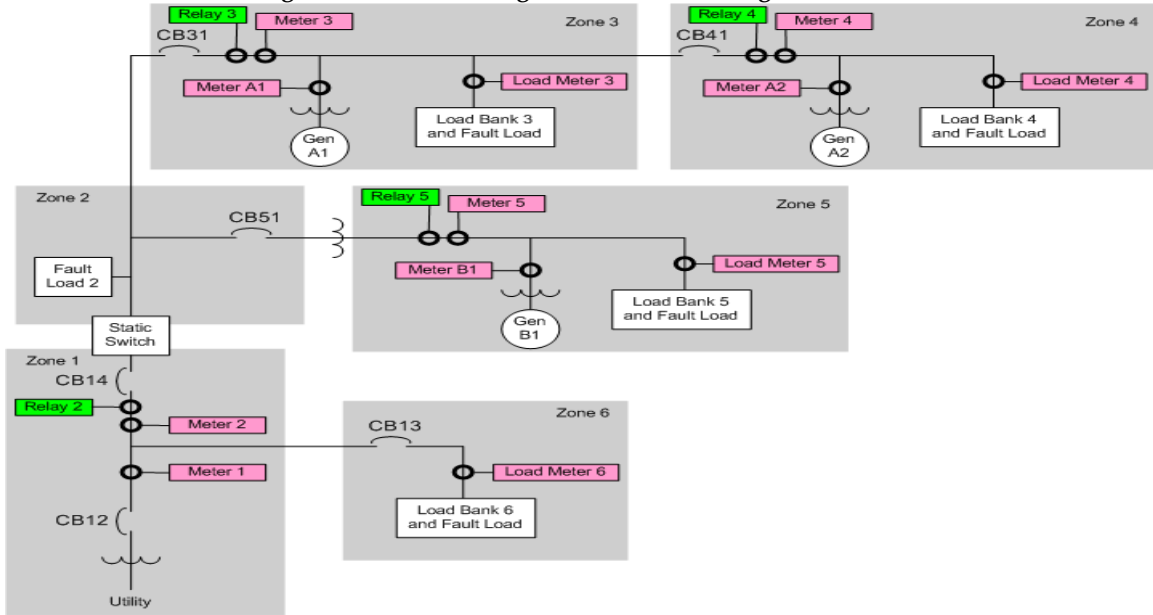 Relay 3
Meter 3
Zone 3
Relay 4
Meter 4
Zone 4
CB31
CB41
Meter A1
Load Meter 3
Meter A2
Load Meter 4
Gen
A1
Load Bank 3
and Fault Load
Gen
A2
Load Bank 4
and Fault Load
Zone 2
CB51
Relay 5
Meter 5
Zone 5
Fault
Load 2
Meter B1
Load Meter 5
Gen
B1
Load Bank 5
and Fault Load
Static
Switch
Zone 1
CB14
Relay 2
Meter 2
Zone 6
CB13
Meter 1
Load Meter 6
CB12
Load Bank 6
and Fault Load
Utility